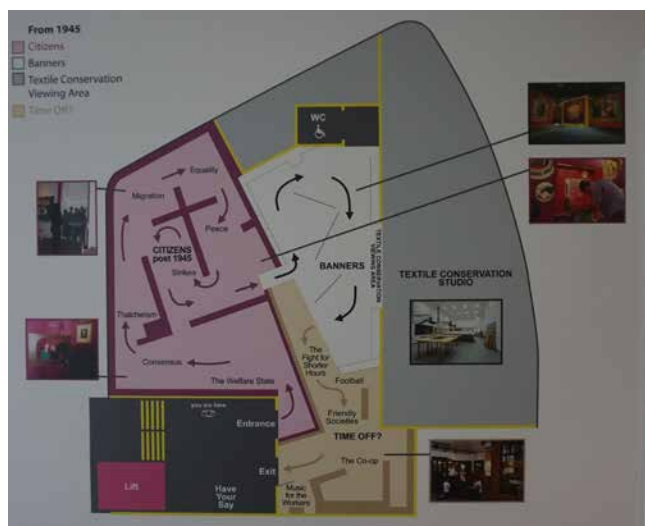 From 1945
Citizens
Banners
Textile Conservation
Viewing Area
Time Off?
WC
Equality
Migration
Peace
CITIZENS
post 1945
Strikes
BANNERS
TEXTILE CONSERVATION
VIEWING AREA
TEXTILE CONSERVATION
STUDIO
Thatcherism
Consensus
The Welfare State
The
Fight for
Shorter
Hours
Football
Friendly
Societies
you are here
Entrance
TIME OFF?
The Co-op
Exit
Lift
Have
Your
Say
Music
for the
Workers